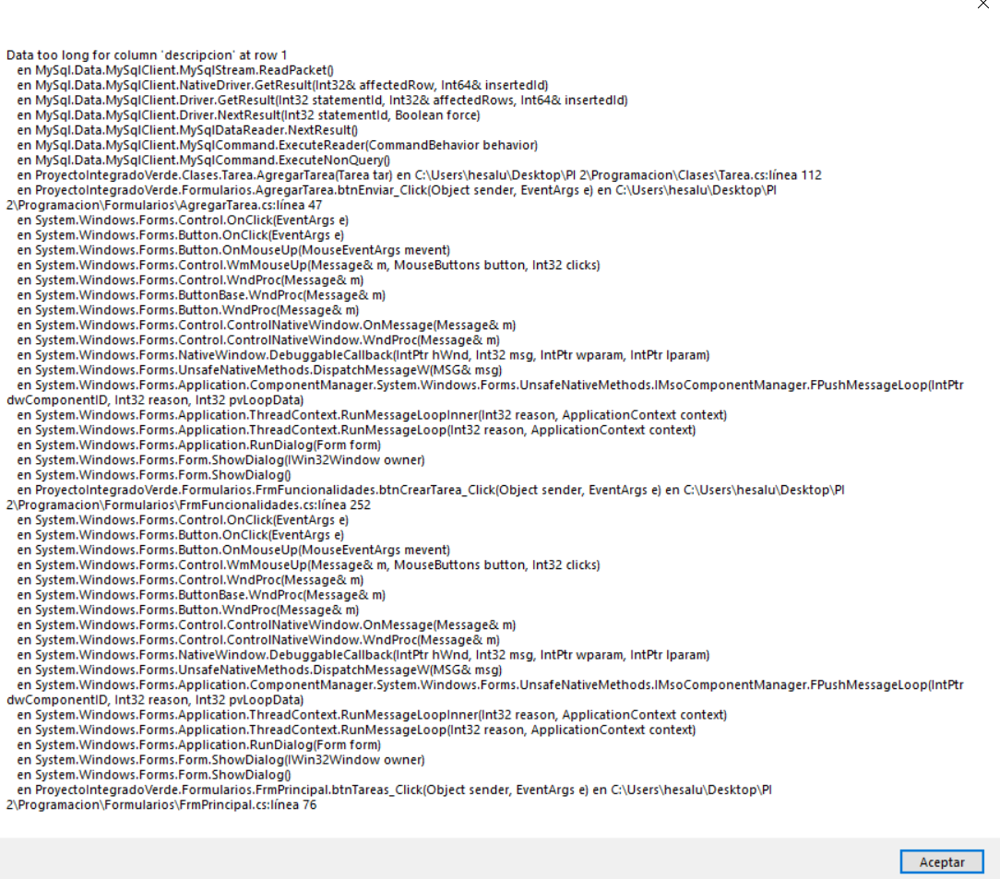 Data too long for column 'descripcion' at row 1
en MySql.Data.MySqlClient.MySqlStream.ReadPacket()
en MySql.Data.MySqlClient.NativeDriver.GetResult(Int32& affectedRow, Int64& insertedId)
en MySql.Data.MySqlClient.Driver.GetResult(Int32 statementId, Int32& affectedRows, Int64& insertedId)
en MySql.Data.MySqlClient.Driver.NextResult(Int32 statementId, Boolean force)
en MySql.Data.MySqlClient.MySqlDataReader.NextResult()
en MySql.Data.MySqlClient.MySqlCommand.ExecuteReader(CommandBehavior behavior)
en MySql.Data.MySqlClient.MySqlCommand.ExecuteNonQuery()
en ProyectoIntegradoVerde.Clases.Tarea.AgregarTarea(Tarea tar) en C:\Users\hesalu\Desktop\PI 2\Programacion\Clases\Tarea.cs:línea 112
en ProyectoIntegradoVerde.Formularios.AgregarTarea.btnEnviar_Click(Object sender, EventArgs e) en C:\Users\hesalu\Desktop\PI
2\Programacion\Formularios\AgregarTarea.cs:línea 47
en System.Windows.Forms.Control.OnClick(EventArgs e)
en System.Windows.Forms.Button.OnClick(EventArgs e)
en System.Windows.Forms.Button.OnMouseUp(MouseEventArgs mevent)
en System.Windows.Forms.Control.WmMouseUp(Message& m, MouseButtons button, Int32 clicks)
en System.Windows.Forms.Control.WndProc(Message& m)
en System.Windows.Forms.ButtonBase.WndProc(Message& m)
en System.Windows.Forms.Button.WndProc(Message& m)
en System.Windows.Forms.Control.ControlNativeWindow.OnMessage(Message& m)
en System.Windows.Forms.Control.ControlNativeWindow.WndProc(Message& m)
en System.Windows.Forms.NativeWindow.DebuggableCallback(IntPtr hWnd, Int32 msg, IntPtr wparam, IntPtr lparam)
en System.Windows.Forms.UnsafeNativeMethods.DispatchMessageW(MSG& msg)
en System.Windows.Forms.Application.ComponentManager.System.Windows.Forms.UnsafeNativeMethods.IMsoComponentManager.FPushMessageLoop(IntPtr
dwComponentID, Int32 reason, Int32 pvLoopData)
en System.Windows.Forms.Application.ThreadContext.RunMessageLoopInner(Int32 reason, ApplicationContext context)
en System.Windows.Forms.Application.ThreadContext.RunMessageLoop(Int32 reason, ApplicationContext context)
en System.Windows.Forms.Application.RunDialog(Form form)
en System.Windows.Forms.Form.ShowDialog(IWin32Window owner)
en System.Windows.Forms.Form.ShowDialog()
en ProyectoIntegradoVerde.Formularios.FrmFuncionalidades.btnCrearTarea_Click(Object sender, EventArgs e) en C:\Users\hesalu\Desktop\PI
2\Programacion\Formularios\FrmFuncionalidades.cs:línea 252
en System.Windows.Forms.Control.OnClick(EventArgs e)
en System.Windows.Forms.Button.OnClick(EventArgs e)
en System.Windows.Forms.Button.OnMouseUp(MouseEventArgs mevent)
en System.Windows.Forms.Control.WmMouseUp(Message& m, MouseButtons button, Int32 clicks)
en System.Windows.Forms.Control.WndProc(Message& m)
en System.Windows.Forms.ButtonBase.WndProc(Message& m)
en System.Windows.Forms.Button.WndProc(Message& m)
en System.Windows.Forms.Control.ControlNativeWindow.OnMessage(Message& m)
en System.Windows.Forms.Control.ControlNativeWindow.WndProc(Message& m)
en System.Windows.Forms.NativeWindow.DebuggableCallback(IntPtr hWnd, Int32 msg, IntPtr wparam, IntPtr lparam)
en System.Windows.Forms.UnsafeNativeMethods.DispatchMessageW(MSG& msg)
en System.Windows.Forms.Application.ComponentManager.System.Windows.Forms.UnsafeNativeMethods.IMsoComponentManager.FPushMessageLoop(IntPtr
dwComponentID, Int32 reason, Int32 pvLoopData)
en System.Windows.Forms.Application.ThreadContext.RunMessageLoopInner(Int32 reason, ApplicationContext context)
en System.Windows.Forms.Application.ThreadContext.RunMessageLoop(Int32 reason, ApplicationContext context)
en System.Windows.Forms.Application.RunDialog(Form form)
en System.Windows.Forms.Form.ShowDialog(IWin32Window owner)
en System.Windows.Forms.Form.ShowDialog()
en ProyectoIntegradoVerde.Formularios.FrmPrincipal.btnTareas_Click(Object sender, EventArgs e) en C:\Users\hesalu\Desktop\PI
2\Programacion\Formularios\FrmPrincipal.cs:línea 76
Aceptar